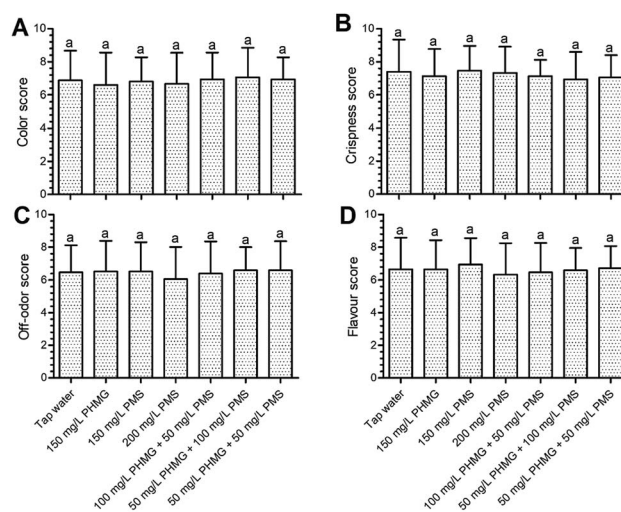 A
a a a a a a a
10
8
6
4
2
0
Color score
B
a a a a a a a
10
8
6
4
2
0
Crispness score
C
a a a a a a a
10
8
6
4
2
0
Off-odor score
Tap water
150 mg/L PHMG
150 mg/L PMS
200 mg/L PMS
100 mg/L PHMG + 50 mg/L PMS
50 mg/L PHMG + 100 mg/L PMS
50 mg/L PHMG + 50 mg/L PMS
D
a a a a a a a
10
8
6
4
2
0
Flavour score
Tap water
150 mg/L PHMG
150 mg/L PMS
200 mg/L PMS
100 mg/L PHMG + 50 mg/L PMS
50 mg/L PHMG + 100 mg/L PMS
50 mg/L PHMG + 50 mg/L PMS